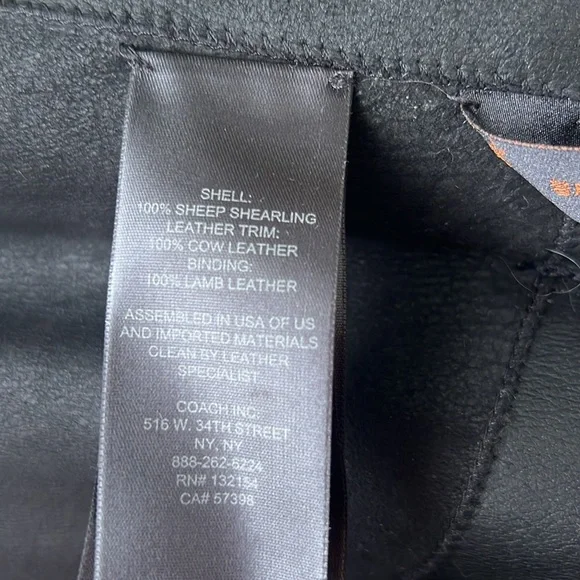 SHELL:
100% SHEEP SHEARLING
LEATHER TRIM:
100% COW LEATHER
BINDING:
100% LAMB LEATHER
ASSEMBLED IN USA OF US
AND IMPORTED MATERIALS
CLEAN BY LEATHER
SPECIALIST
COACH INC.
516 W. 34TH STREET
NY, NY
888-262-6224
RN# 132154
CA# 57398